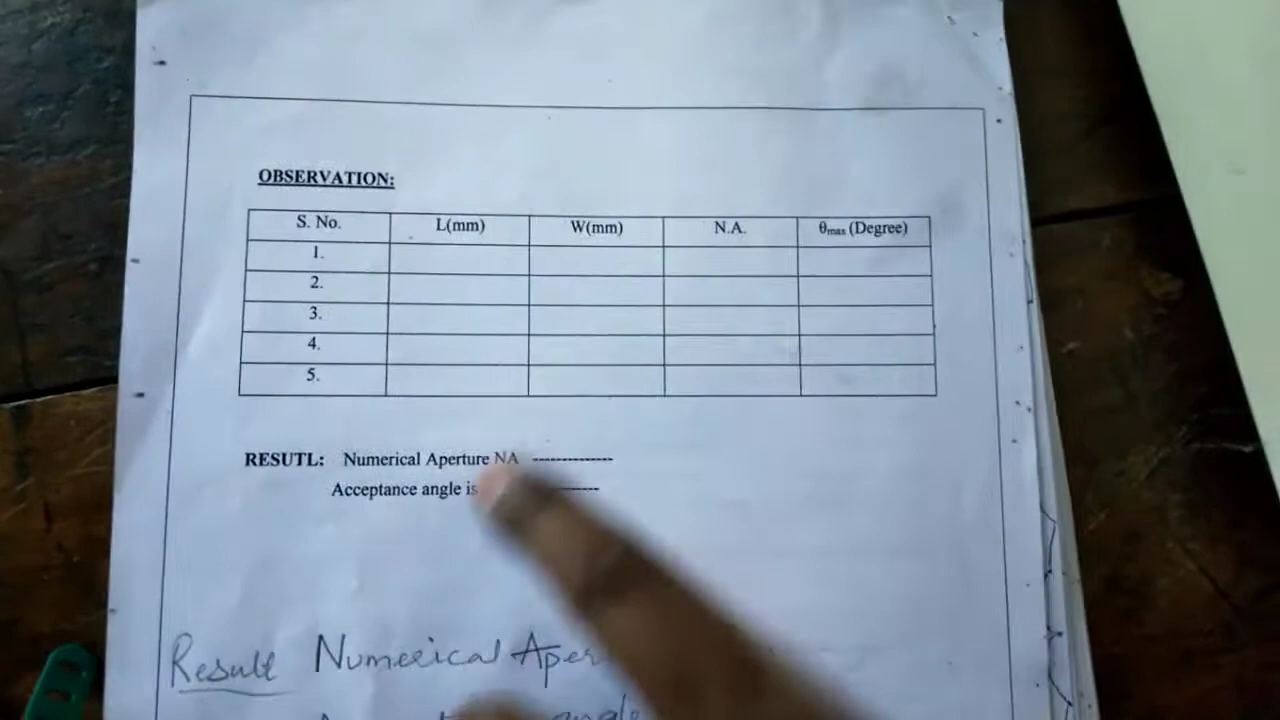 OBSERVATION:
S. No. L(mm) W(mm) N.A. θmax (Degree)
1.
2.
3.
4.
5.
RESUTL: Numerical Aperture NA -------------
Acceptance angle is
Result Numerical
angle